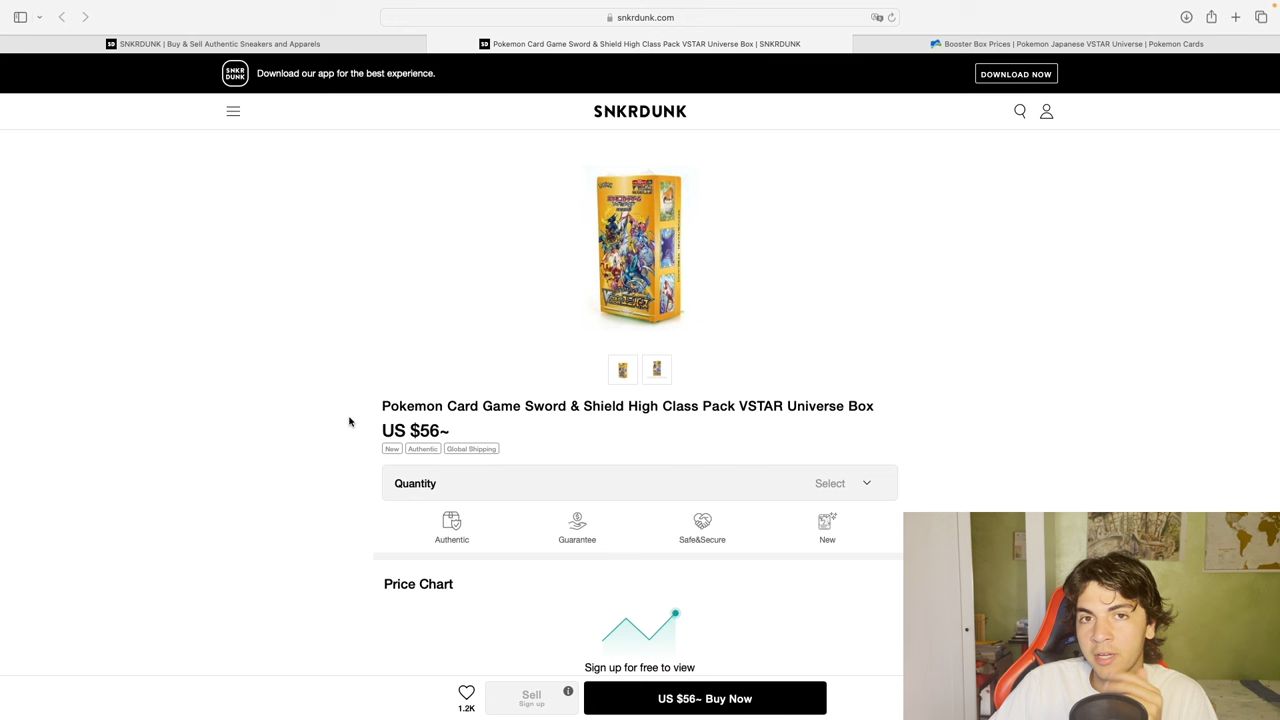 snkrdunk.com
SNKRDUNK | Buy & Sell Authentic Sneakers and Apparels
Pokemon Card Game Sword & Shield High Class Pack VSTAR Universe Box | SNKRDUNK
Booster Box Prices | Pokemon Japanese VSTAR Universe | Pokemon Cards
SNKR
DUNK
Download our app for the best experience.
DOWNLOAD NOW
SNKRDUNK
Pokemon Card Game Sword & Shield High Class Pack VSTAR Universe Box
US $56~
New
Authentic
Global Shipping
Quantity
Select
Authentic
Guarantee
Safe&Secure
New
Price Chart
Sign up for free to view
1.2K
Sell
Sign up
US $56~ Buy Now